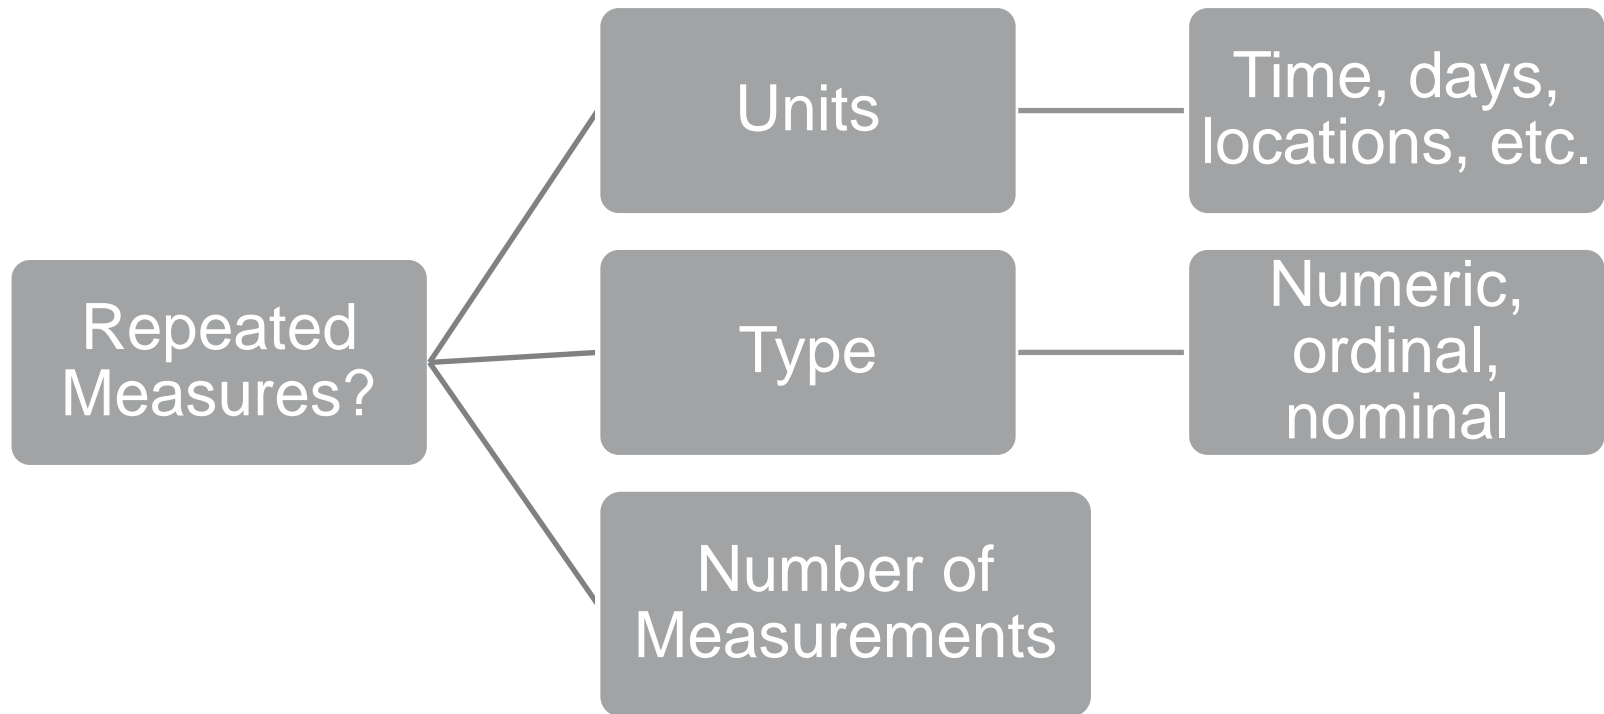 Repeated
Measures?
Units
Time, days,
locations, etc.
Type
Numeric,
ordinal,
nominal
Number of
Measurements